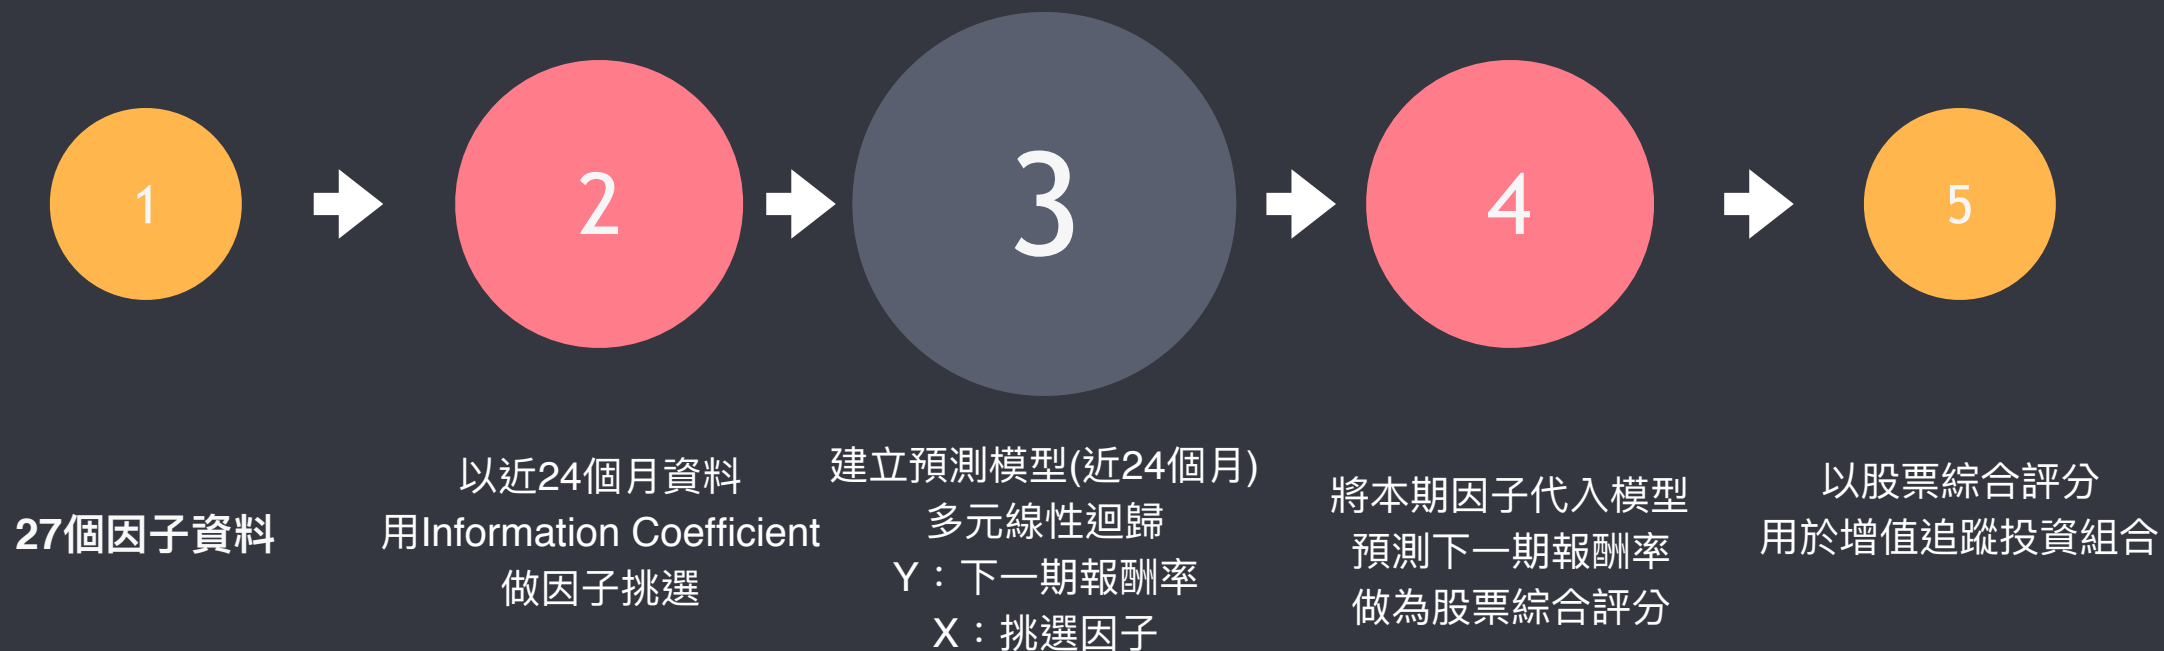 1
2
3
4
5
27個因子資料
以近24個月資料
用Information Coefficient
做因子挑選
建立預測模型(近24個月)
多元線性迴歸
Y：下一期報酬率
X：挑選因子
將本期因子代入模型
預測下一期報酬率
做為股票綜合評分
以股票綜合評分
用於增值追蹤投資組合